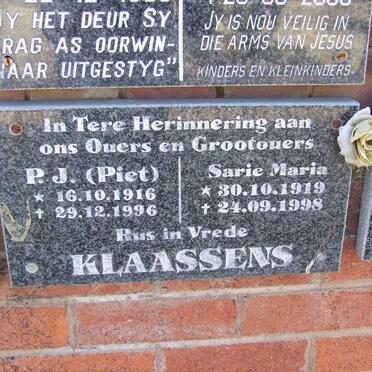 Y HET DEUR SY
RAG AS OORWIN-
AAR UITGESTYG"
JY IS NOU VEILIG IN
DIE ARMS VAN JESUS
KINDERS EN KLEINKINDERS
In Tere Herinnering aan
ons Ouers en Grootouers
P. J. (Piet)
★ 16.10.1916
✝ 29.12.1996
Sarie Maria
★ 30.10.1919
✝ 24.09.1998
Rus in Vrede
KLAASSENS